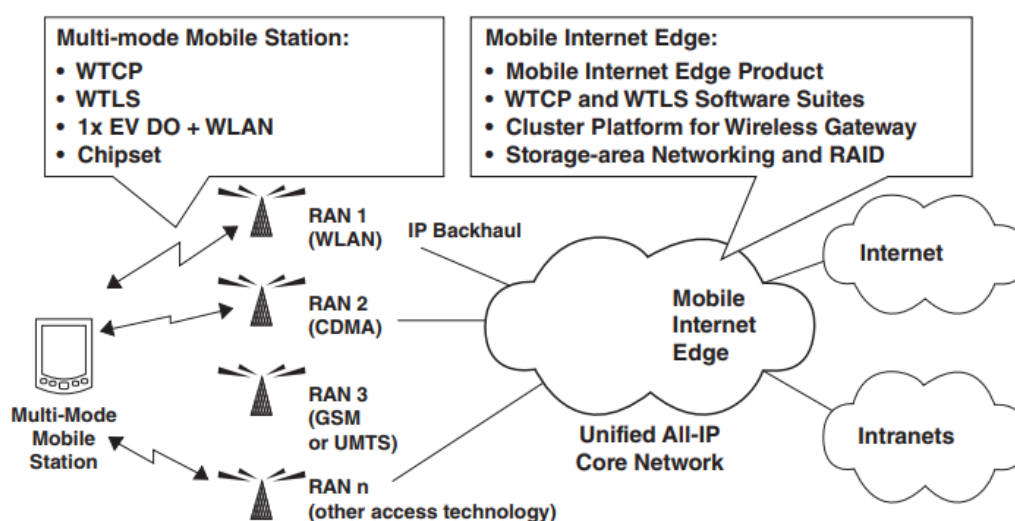 Multi-mode Mobile Station:
• WTCP
• WTLS
• 1x EV DO + WLAN
• Chipset
Mobile Internet Edge:
• Mobile Internet Edge Product
• WTCP and WTLS Software Suites
• Cluster Platform for Wireless Gateway
• Storage-area Networking and RAID
RAN 1
(WLAN)
IP Backhaul
Internet
RAN 2
(CDMA)
Mobile
Internet
Edge
RAN 3
(GSM
or UMTS)
Multi-Mode
Mobile
Station
Unified All-IP
Core Network
Intranets
RAN n
(other access technology)